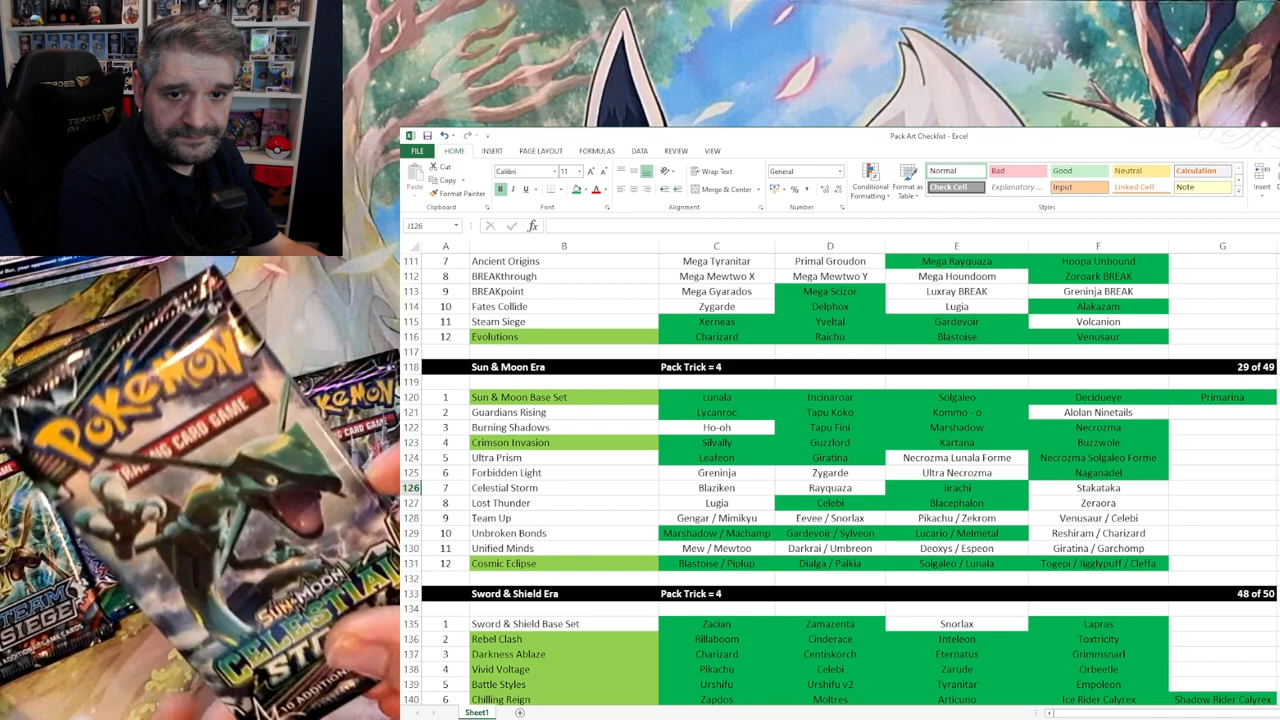 Pack Art Checklist - Excel
FILE HOME INSERT PAGE LAYOUT FORMULAS DATA REVIEW VIEW
Cut
Copy
Format Painter
Paste
Calibri 11
B I U
Wrap Text
Merge & Center
General
Conditional Formatting
Format as Table
Normal Bad Good Neutral Calculation
Check Cell Explanatory ... Input Linked Cell Note
Insert
Clipboard Font Alignment Number Styles
J126
A B C D E F G
111 7 Ancient Origins Mega Tyranitar Primal Groudon Mega Rayquaza Hoopa Unbound
112 8 BREAKthrough Mega Mewtwo X Mega Mewtwo Y Mega Houndoom Zoroark BREAK
113 9 BREAKpoint Mega Gyarados Mega Scizor Luxray BREAK Greninja BREAK
114 10 Fates Collide Zygarde Delphox Lugia Alakazam
115 11 Steam Siege Xerneas Yveltal Gardevoir Volcanion
116 12 Evolutions Charizard Raichu Blastoise Venusaur
117
118 Sun & Moon Era Pack Trick = 4 29 of 49
119
120 1 Sun & Moon Base Set Lunala Incinaroar Solgaleo Decidueye Primarina
121 2 Guardians Rising Lycanroc Tapu Koko Kommo - o Alolan Ninetails
122 3 Burning Shadows Ho-oh Tapu Fini Marshadow Necrozma
123 4 Crimson Invasion Silvally Guzzlord Kartana Buzzwole
124 5 Ultra Prism Leafeon Giratina Necrozma Lunala Forme Necrozma Solgaleo Forme
125 6 Forbidden Light Greninja Zygarde Ultra Necrozma Naganadel
126 7 Celestial Storm Blaziken Rayquaza Jirachi Stakataka
127 8 Lost Thunder Lugia Celebi Blacephalon Zeraora
128 9 Team Up Gengar / Mimikyu Eevee / Snorlax Pikachu / Zekrom Venusaur / Celebi
129 10 Unbroken Bonds Marshadow / Machamp Gardevoir / Sylveon Lucario / Melmetal Reshiram / Charizard
130 11 Unified Minds Mew / Mewtoo Darkrai / Umbreon Deoxys / Espeon Giratina / Garchomp
131 12 Cosmic Eclipse Blastoise / Piplup Dialga / Palkia Solgaleo / Lunala Togepi / Jigglypuff / Cleffa
132
133 Sword & Shield Era Pack Trick = 4 48 of 50
134
135 1 Sword & Shield Base Set Zacian Zamazenta Snorlax Lapras
136 2 Rebel Clash Rillaboom Cinderace Inteleon Toxtricity
137 3 Darkness Ablaze Charizard Centiskorch Eternatus Grimmsnarl
138 4 Vivid Voltage Pikachu Celebi Zarude Orbeetle
139 5 Battle Styles Urshifu Urshifu v2 Tyranitar Empoleon
140 6 Chilling Reign Zapdos Moltres Articuno Ice Rider Calyrex Shadow Rider Calyrex
Sheet1
SECRET
POKéMON
TRADING CARD GAME
POKéMON
CARD GAME
STEAM SIEGE
SUN & MOON
CELESTIAL
10 ADDITIONAL